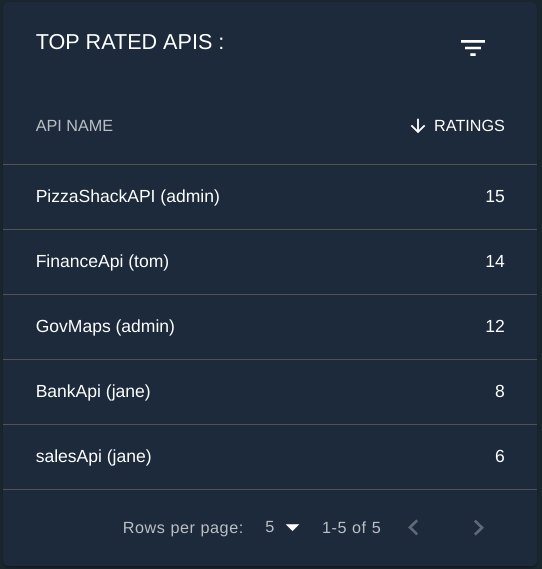 TOP RATED APIS :
API NAME RATINGS
PizzaShackAPI (admin) 15
FinanceApi (tom) 14
GovMaps (admin) 12
BankApi (jane) 8
salesApi (jane) 6
Rows per page: 5 1-5 of 5